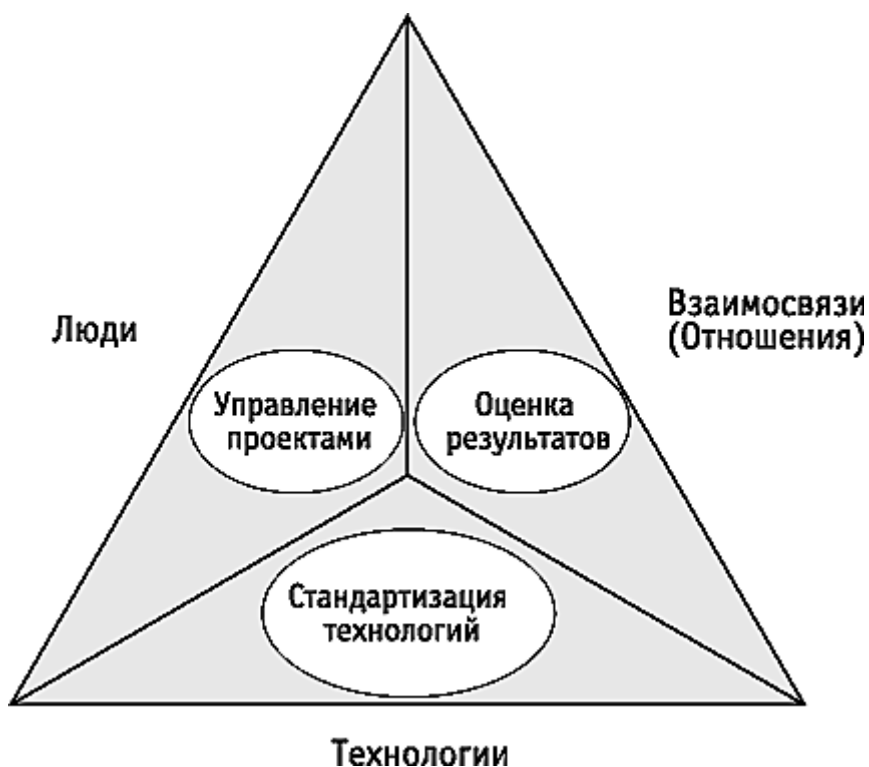 Люди
Взаимосвязи
(Отношения)
Управление
проектами
Оценка
результатов
Стандартизация
технологий
Технологии